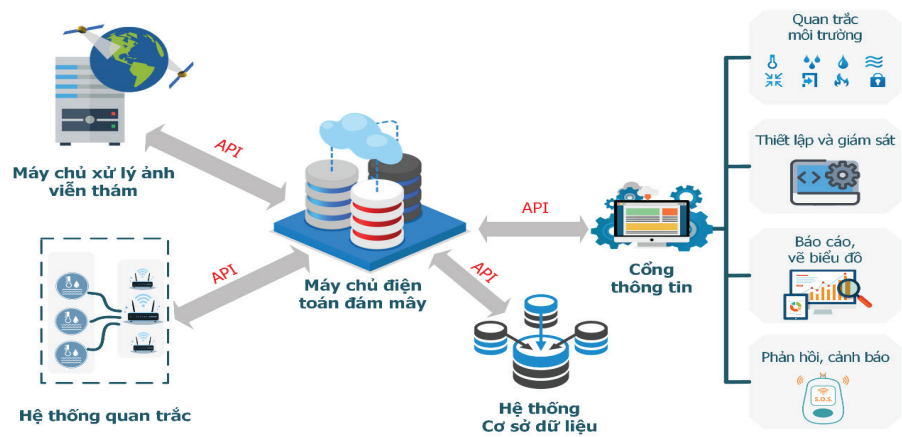 Máy chủ xử lý ảnh
viễn thám
API
API
Hệ thống quan trắc
Máy chủ điện
toán đám mây
API
API
Hệ thống
Cơ sở dữ liệu
Cổng
thông tin
Quan trắc
môi trường
Thiết lập và giám sát
Báo cáo,
vẽ biểu đồ
Phản hồi, cảnh báo
S.O.S.